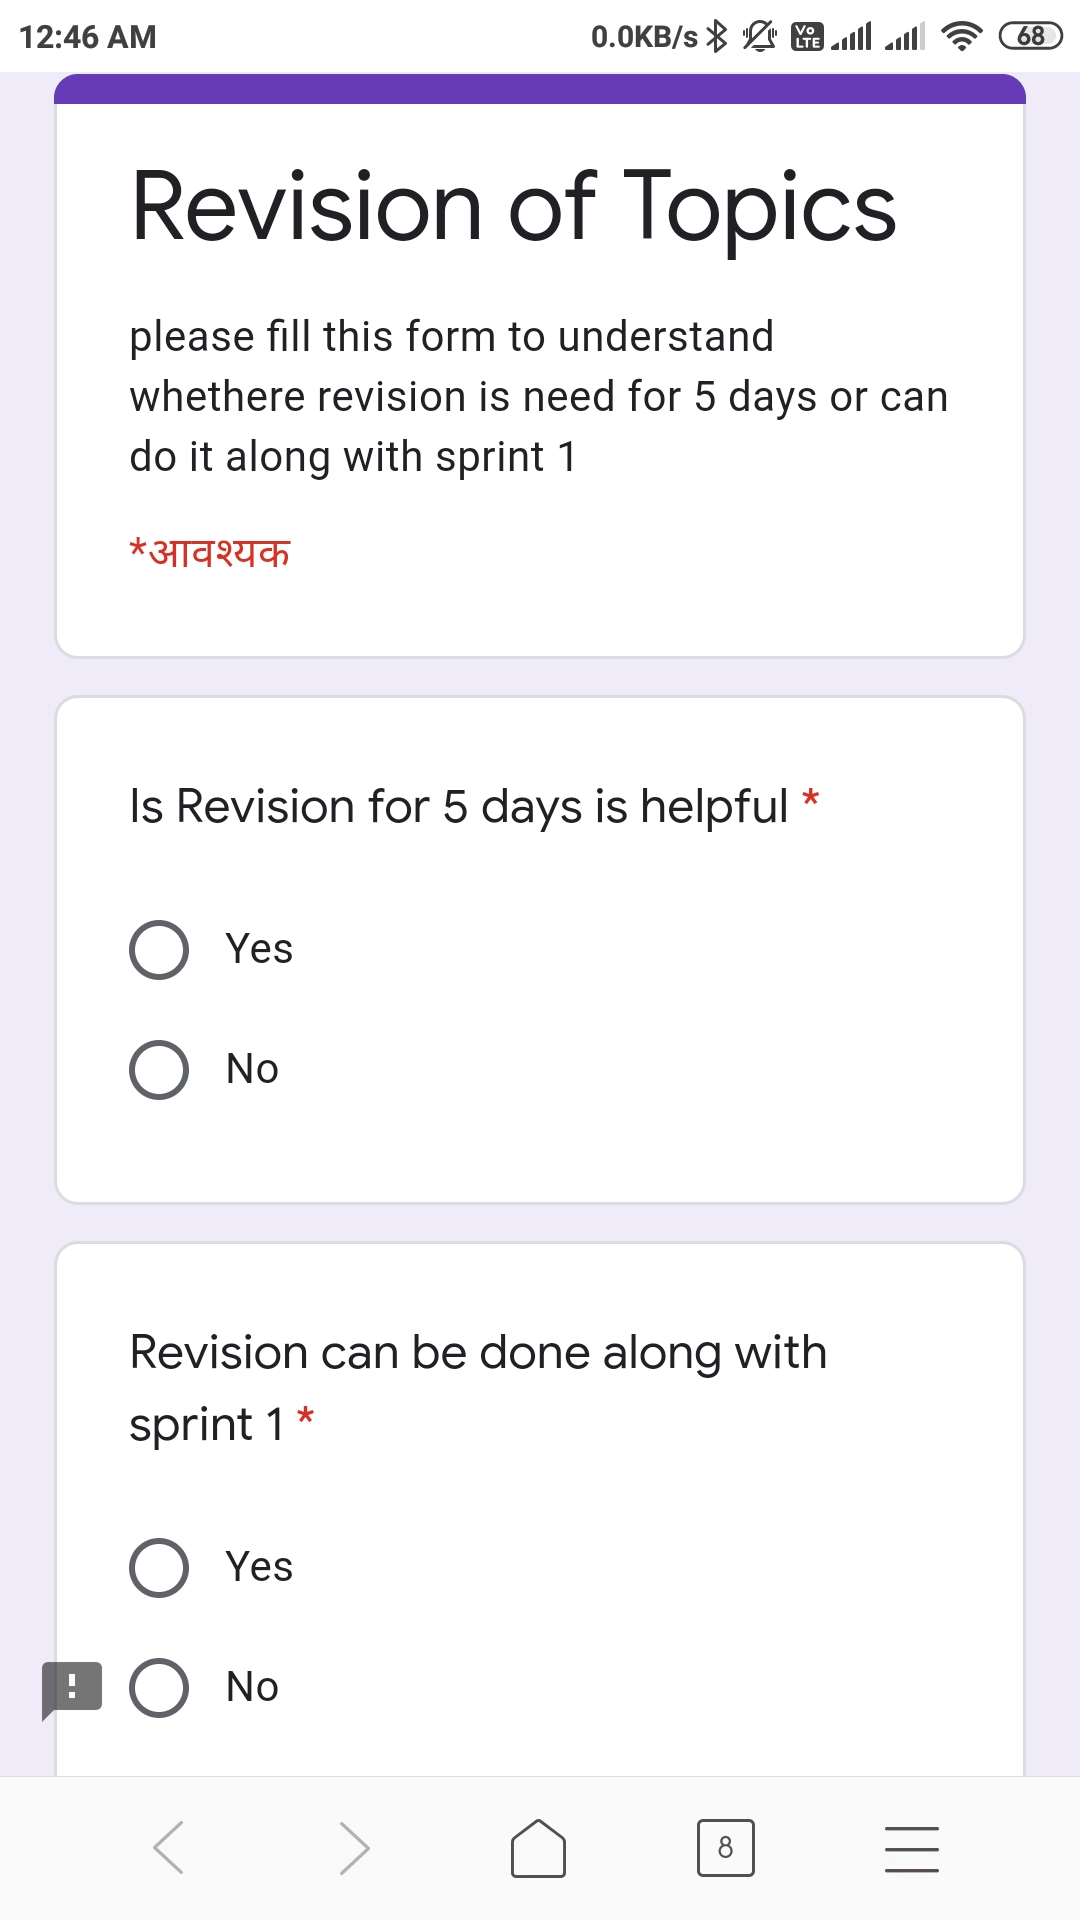 12:46 AM
0.0KB/s
Vo LTE
68
Revision of Topics
please fill this form to understand
whethere revision is need for 5 days or can
do it along with sprint 1
*आवश्यक
Is Revision for 5 days is helpful *
Yes
No
Revision can be done along with
sprint 1 *
Yes
No
8